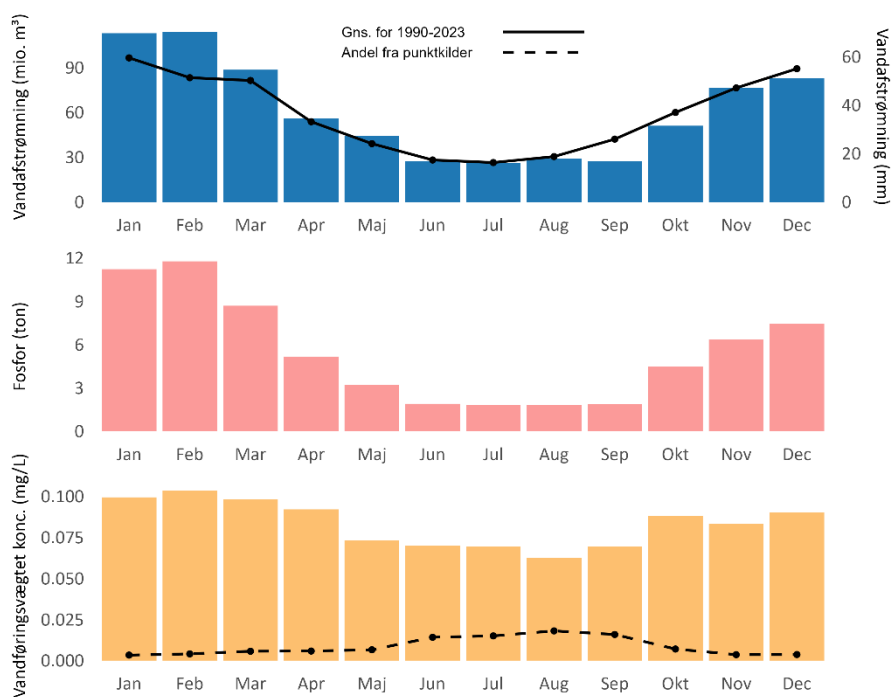 Gns. for 1990-2023
Andel fra punktkilder
Vandafstrømning (mio. m³)
90
60
30
0
Vandafstrømning (mm)
60
40
20
0
Jan Feb Mar Apr Maj Jun Jul Aug Sep Okt Nov Dec
Fosfor (ton)
12
9
6
3
0
Jan Feb Mar Apr Maj Jun Jul Aug Sep Okt Nov Dec
Vandføringsvægtet konc. (mg/L)
0.100
0.075
0.050
0.025
0.000
Jan Feb Mar Apr Maj Jun Jul Aug Sep Okt Nov Dec